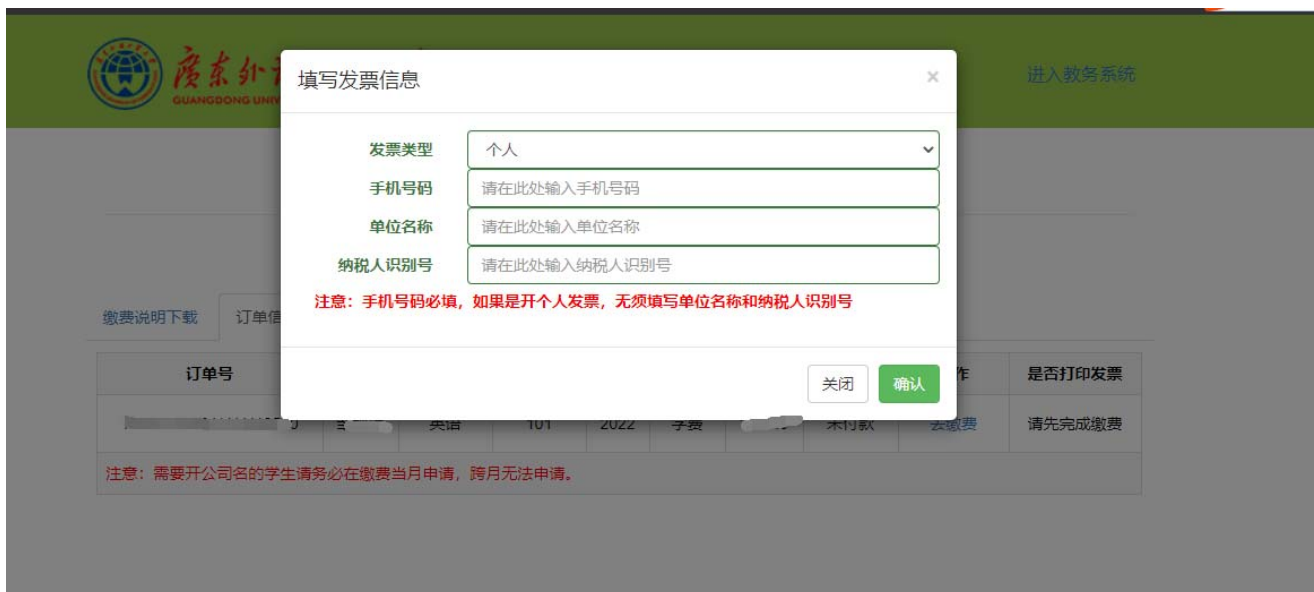 廣东外
GUANGDONG UNIV
填写发票信息
×
进入教务系统
发票类型 个人
手机号码 请在此处输入手机号码
单位名称 请在此处输入单位名称
纳税人识别号 请在此处输入纳税人识别号
注意：手机号码必填，如果是开个人发票，无须填写单位名称和纳税人识别号
关闭 确认
缴费说明下载 订单信
订单号 作 是否打印发票
英语 101 2022 学费 未付款 去缴费 请先完成缴费
注意：需要开公司名的学生请务必在缴费当月申请，跨月无法申请。